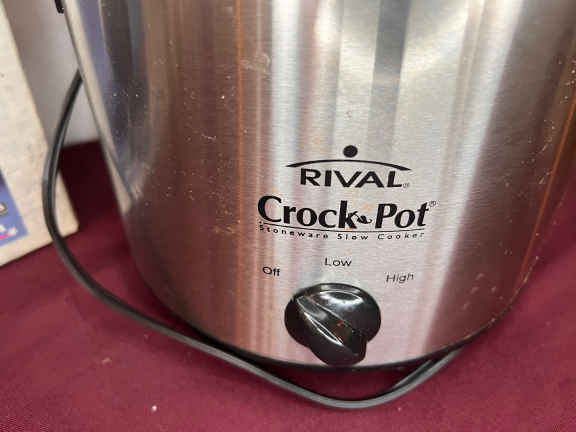 RIVAL®
Crock•Pot®
Stoneware Slow Cooker
Off
Low
High